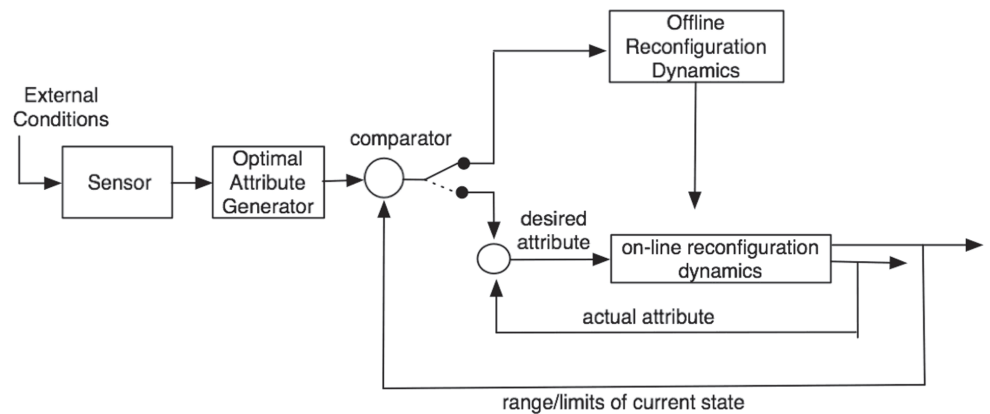 Offline
Reconfiguration
Dynamics
External
Conditions
comparator
Sensor
Optimal
Attribute
Generator
desired
attribute
on-line reconfiguration
dynamics
actual attribute
range/limits of current state